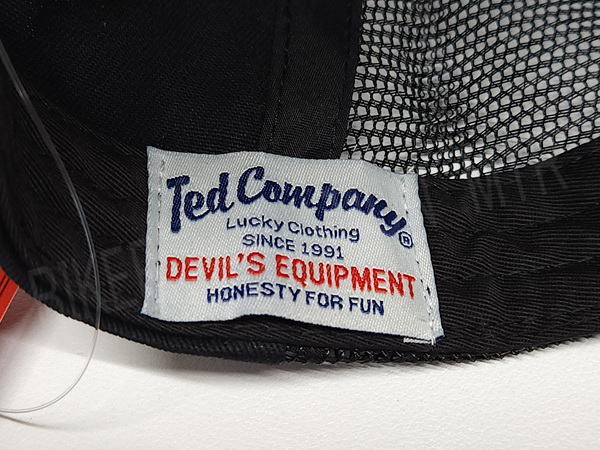 Ted Company®
Lucky Clothing
SINCE 1991
DEVIL'S EQUIPMENT
HONESTY FOR FUN